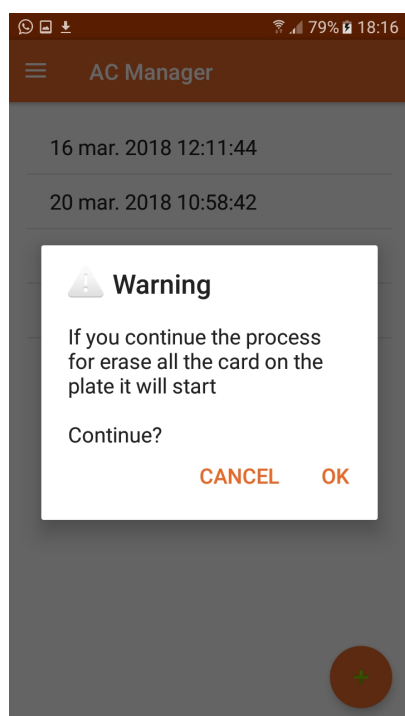 79% 18:16
AC Manager
16 mar. 2018 12:11:44
20 mar. 2018 10:58:42
Warning
If you continue the process
for erase all the card on the
plate it will start
Continue?
CANCEL OK
+